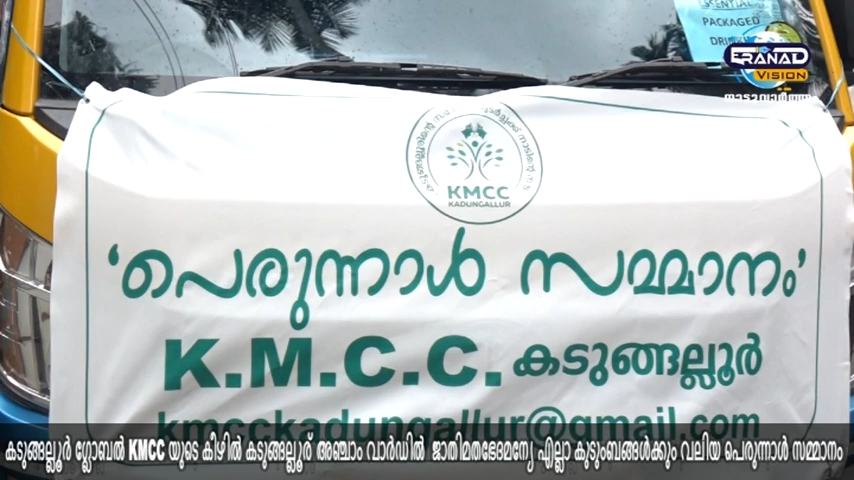 ESSENTIAL
PACKAGED
ERANAD
VISION
നാട്ടുവാർത്ത
KMCC
KADUNGALLUR
'പെരുന്നാൾ സമ്മാനം'
K.M.C.C. കടുങ്ങല്ലൂർ
kmcckadungallur@gmail.com
കടുങ്ങല്ലൂർ ഗ്ലോബൽ KMCC യുടെ കീഴിൽ കടുങ്ങല്ലൂര് അഞ്ചാം വാർഡിൽ ജാതിമതഭേദമന്യേ എല്ലാ കുടുംബങ്ങൾക്കും വലിയ പെരുന്നാൾ സമ്മാനം